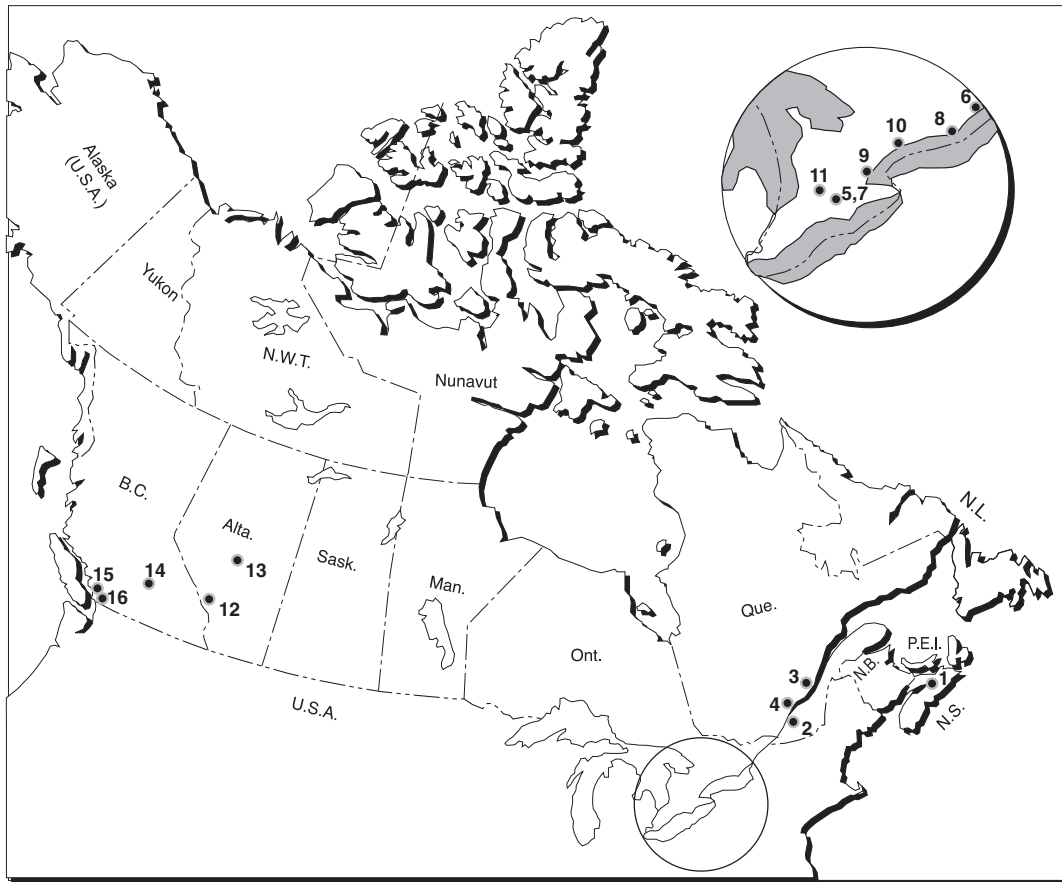 6
8
10
9
11
5,7
Alaska
(U.S.A.)
Yukon
N.W.T.
Nunavut
B.C.
Alta.
Sask.
Man.
Ont.
Que.
N.L.
P.E.I.
N.B.
N.S.
U.S.A.
15
16
14
13
12
3
4
2
1